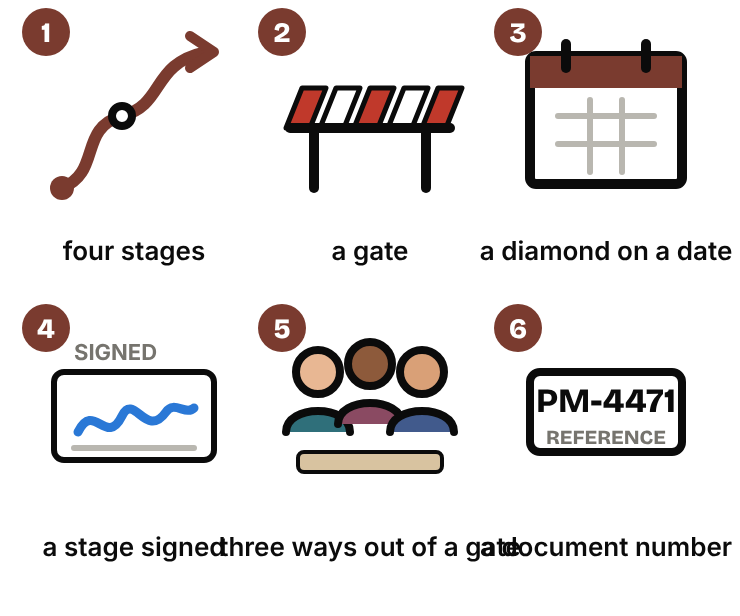 1
2
3
four stages
a gate
a diamond on a date
4
5
6
SIGNED
PM-4471
REFERENCE
a stage signed
three ways out of a gate
a document number